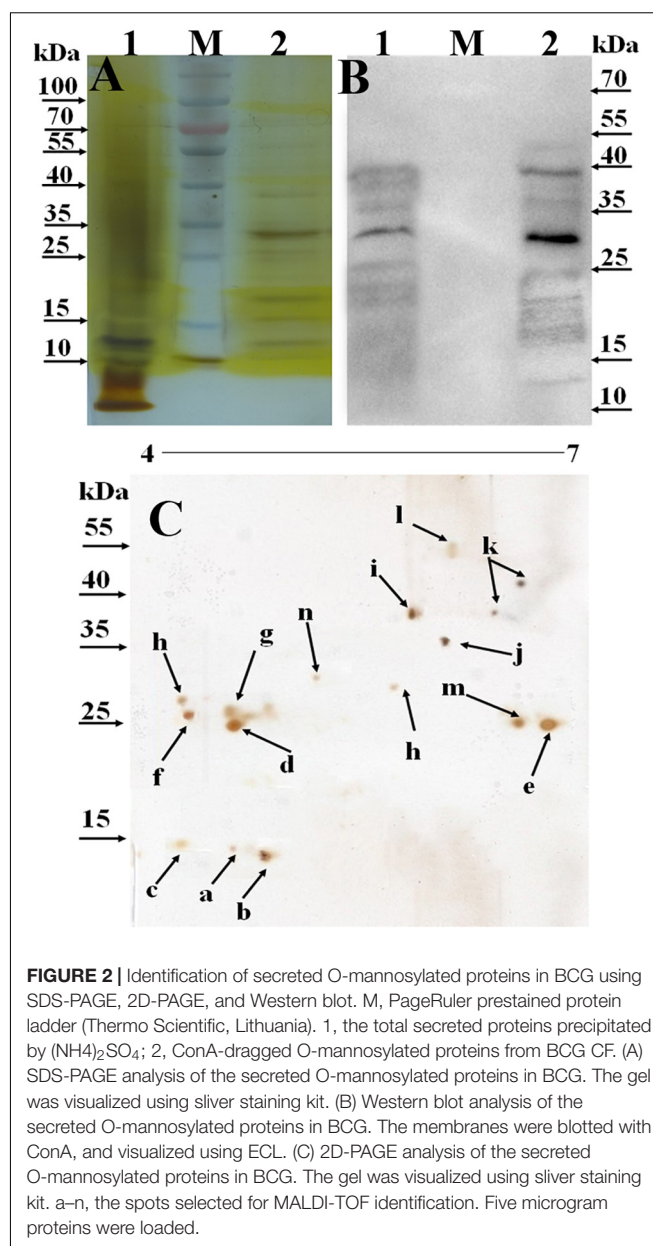 kDa 1 M 2 1 M 2 kDa
A B
100
70
55
40
35
25
15
10
70
55
40
35
25
15
10
4 7
kDa
C
55
40
35
25
15
l
k
i
n
j
h
g
m
h
f
d
e
c
a
b
FIGURE 2 | Identification of secreted O-mannosylated proteins in BCG using
SDS-PAGE, 2D-PAGE, and Western blot. M, PageRuler prestained protein
ladder (Thermo Scientific, Lithuania). 1, the total secreted proteins precipitated
by (NH4)2SO4; 2, ConA-dragged O-mannosylated proteins from BCG CF. (A)
SDS-PAGE analysis of the secreted O-mannosylated proteins in BCG. The gel
was visualized using sliver staining kit. (B) Western blot analysis of the
secreted O-mannosylated proteins in BCG. The membranes were blotted with
ConA, and visualized using ECL. (C) 2D-PAGE analysis of the secreted
O-mannosylated proteins in BCG. The gel was visualized using sliver staining
kit. a–n, the spots selected for MALDI-TOF identification. Five microgram
proteins were loaded.